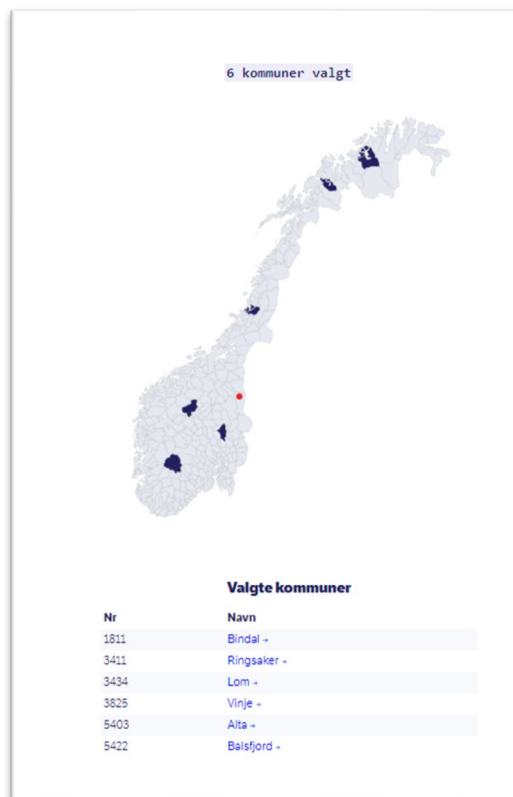 6 kommuner valgt
Valgte kommuner
Nr Navn
1811 Bindal →
3411 Ringsaker →
3434 Lom →
3825 Vinje →
5403 Alta →
5422 Balsfjord →